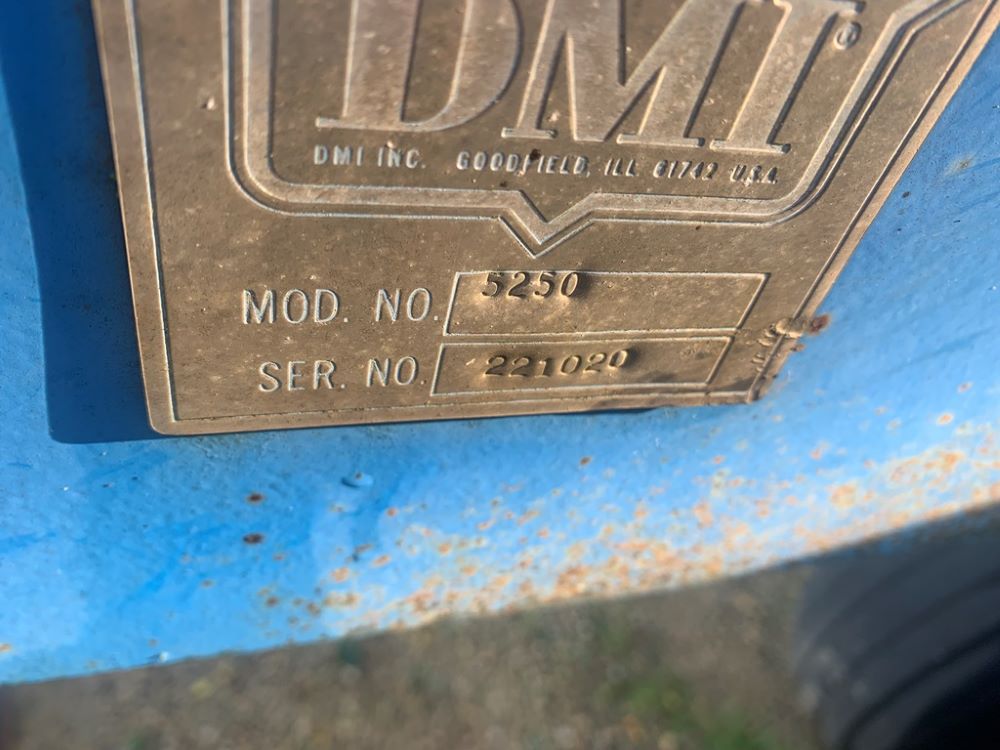 DMI®
DMI INC. GOODFIELD, ILL 61742 U.S.A.
MOD. NO. 5250
SER. NO. 221020